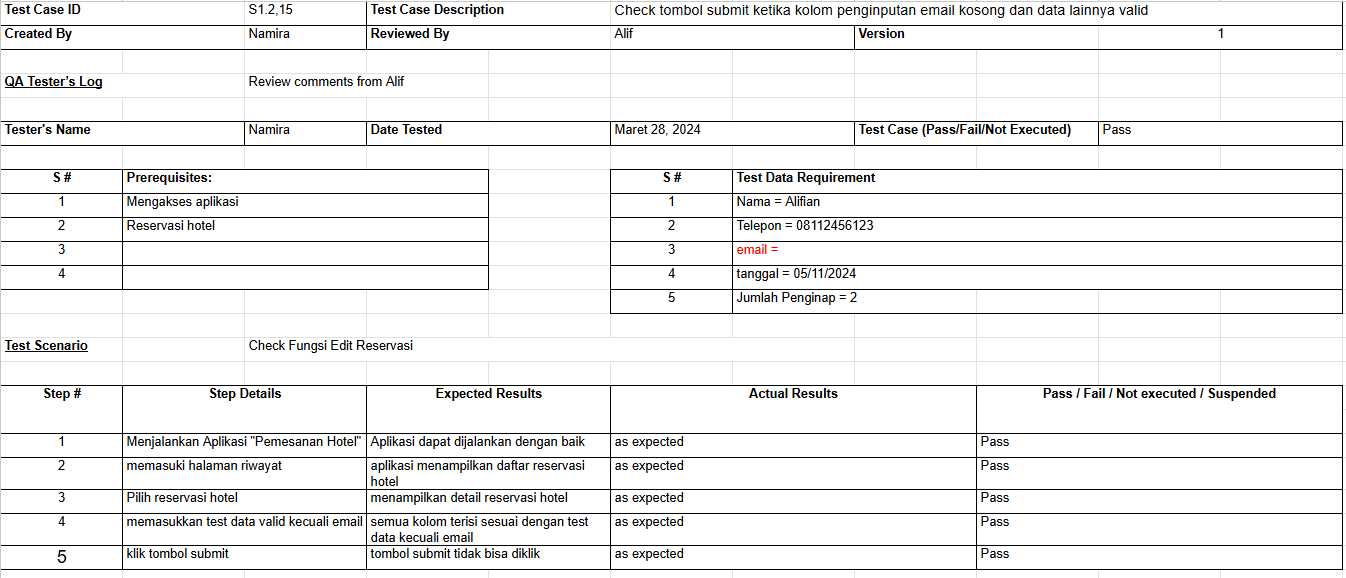 Test Case ID S1.2,15 Test Case Description Check tombol submit ketika kolom penginputan email kosong dan data lainnya valid
Created By Namira Reviewed By Alif Version 1
QA Tester's Log Review comments from Alif
Tester's Name Namira Date Tested Maret 28, 2024 Test Case (Pass/Fail/Not Executed) Pass
S # Prerequisites: S # Test Data Requirement
1 Mengakses aplikasi 1 Nama = Alifian
2 Reservasi hotel 2 Telepon = 08112456123
3 3 email =
4 4 tanggal = 05/11/2024
5 Jumlah Penginap = 2
Test Scenario Check Fungsi Edit Reservasi
Step # Step Details Expected Results Actual Results Pass / Fail / Not executed / Suspended
1 Menjalankan Aplikasi "Pemesanan Hotel" Aplikasi dapat dijalankan dengan baik as expected Pass
2 memasuki halaman riwayat aplikasi menampilkan daftar reservasi as expected Pass
hotel
3 Pilih reservasi hotel menampilkan detail reservasi hotel as expected Pass
4 memasukkan test data valid kecuali email semua kolom terisi sesuai dengan test as expected Pass
data kecuali email
5 klik tombol submit tombol submit tidak bisa diklik as expected Pass